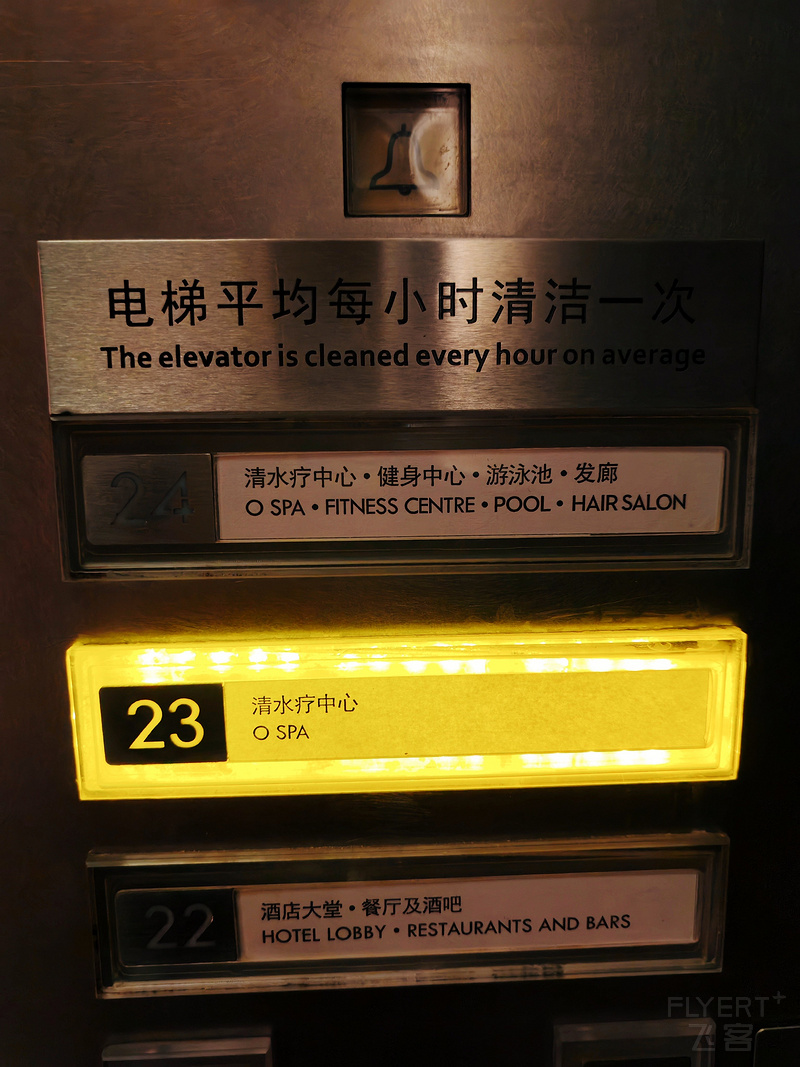 电梯平均每小时清洁一次
The elevator is cleaned every hour on average
24
清水疗中心•健身中心•游泳池•发廊
O SPA • FITNESS CENTRE • POOL • HAIR SALON
23
清水疗中心
O SPA
22
酒店大堂•餐厅及酒吧
HOTEL LOBBY • RESTAURANTS AND BARS
FLYERT+
飞客